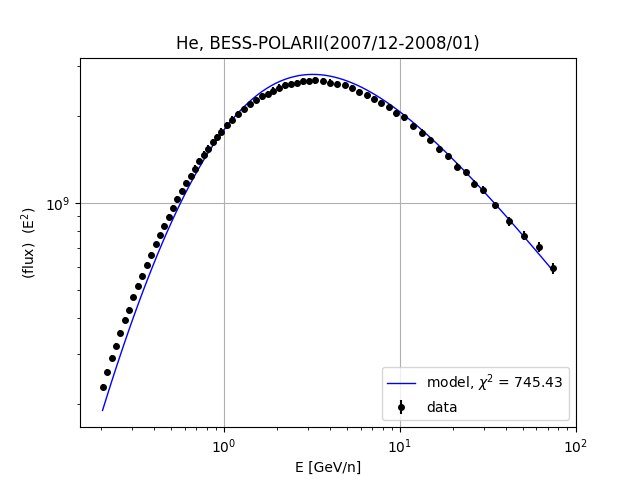 He, BESS-POLARII(2007/12-2008/01)
(flux) (E²)
10⁹
model, χ² = 745.43
data
10⁰ 10¹ 10²
E [GeV/n]